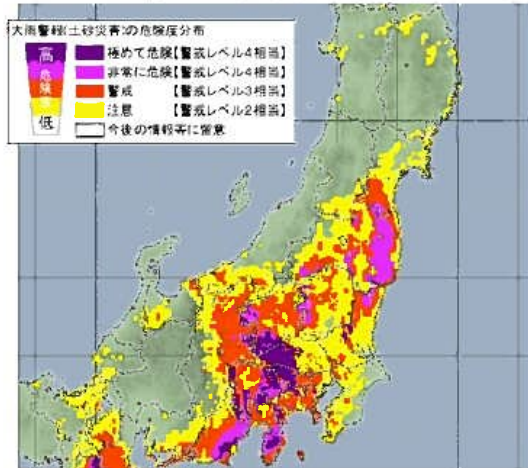 大雨警報(土砂災害)の危険度分布
高
危険度
低
極めて危険【警戒レベル4相当】
非常に危険【警戒レベル4相当】
警戒 【警戒レベル3相当】
注意 【警戒レベル2相当】
今後の情報等に留意